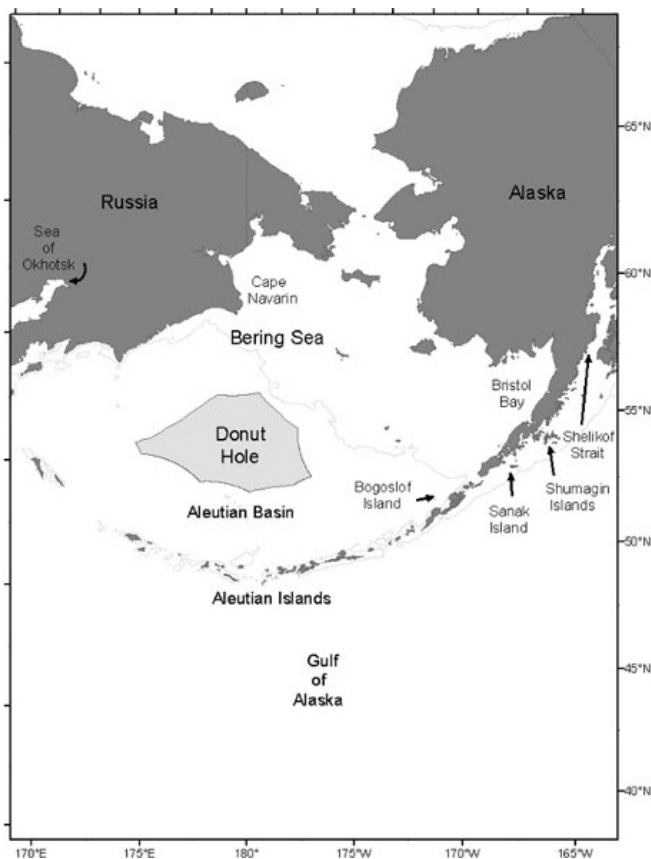 65°N
Russia
Alaska
Sea
of
Okhotsk
60°N
Cape
Navarin
Bering Sea
Bristol
Bay
55°N
Donut
Hole
Shelikof
Strait
Bogoslof
Island
Shumagin
Islands
Sanak
Island
Aleutian Basin
50°N
Aleutian Islands
Gulf
of
Alaska
45°N
40°N
170°E
175°E
180°
175°W
170°W
165°W